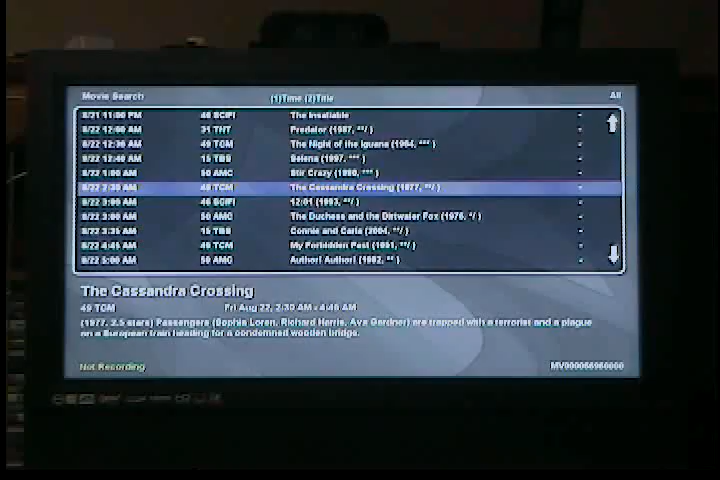 Movie Search (1)Time (2)Title All
8/21 11:00 PM 46 SCIFI The Insatiable -
8/22 12:00 AM 31 TNT Predator (1987, **/ ) -
8/22 12:30 AM 49 TCM The Night of the Iguana (1964, *** ) -
8/22 12:40 AM 15 TBS Selena (1997, *** ) -
8/22 1:00 AM 50 AMC Stir Crazy (1980, *** ) -
8/22 2:30 AM 49 TCM The Cassandra Crossing (1977, **/ ) -
8/22 3:00 AM 46 SCIFI 12:01 (1993, **/ ) -
8/22 3:00 AM 50 AMC The Duchess and the Dirtwater Fox (1976, */ ) -
8/22 3:35 AM 15 TBS Connie and Carla (2004, **/ ) -
8/22 4:45 AM 49 TCM My Forbidden Past (1951, **/ ) -
8/22 5:00 AM 50 AMC Author! Author! (1982, ** ) -
The Cassandra Crossing
49 TCM Fri Aug 22, 2:30 AM - 4:45 AM
(1977, 2.5 stars) Passengers (Sophia Loren, Richard Harris, Ava Gardner) are trapped with a terrorist and a plague
on a European train heading for a condemned wooden bridge.
Not Recording